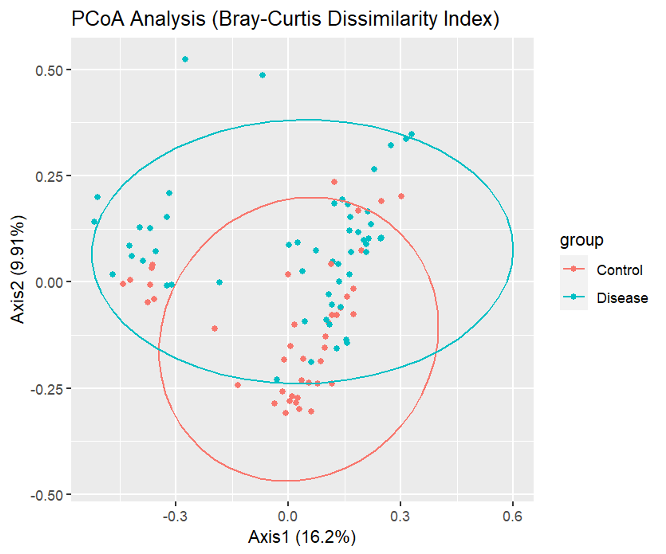 PCoA Analysis (Bray-Curtis Dissimilarity Index)
Axis2 (9.91%)
0.50
0.25
0.00
-0.25
-0.50
-0.3
0.0
0.3
0.6
Axis1 (16.2%)
group
Control
Disease